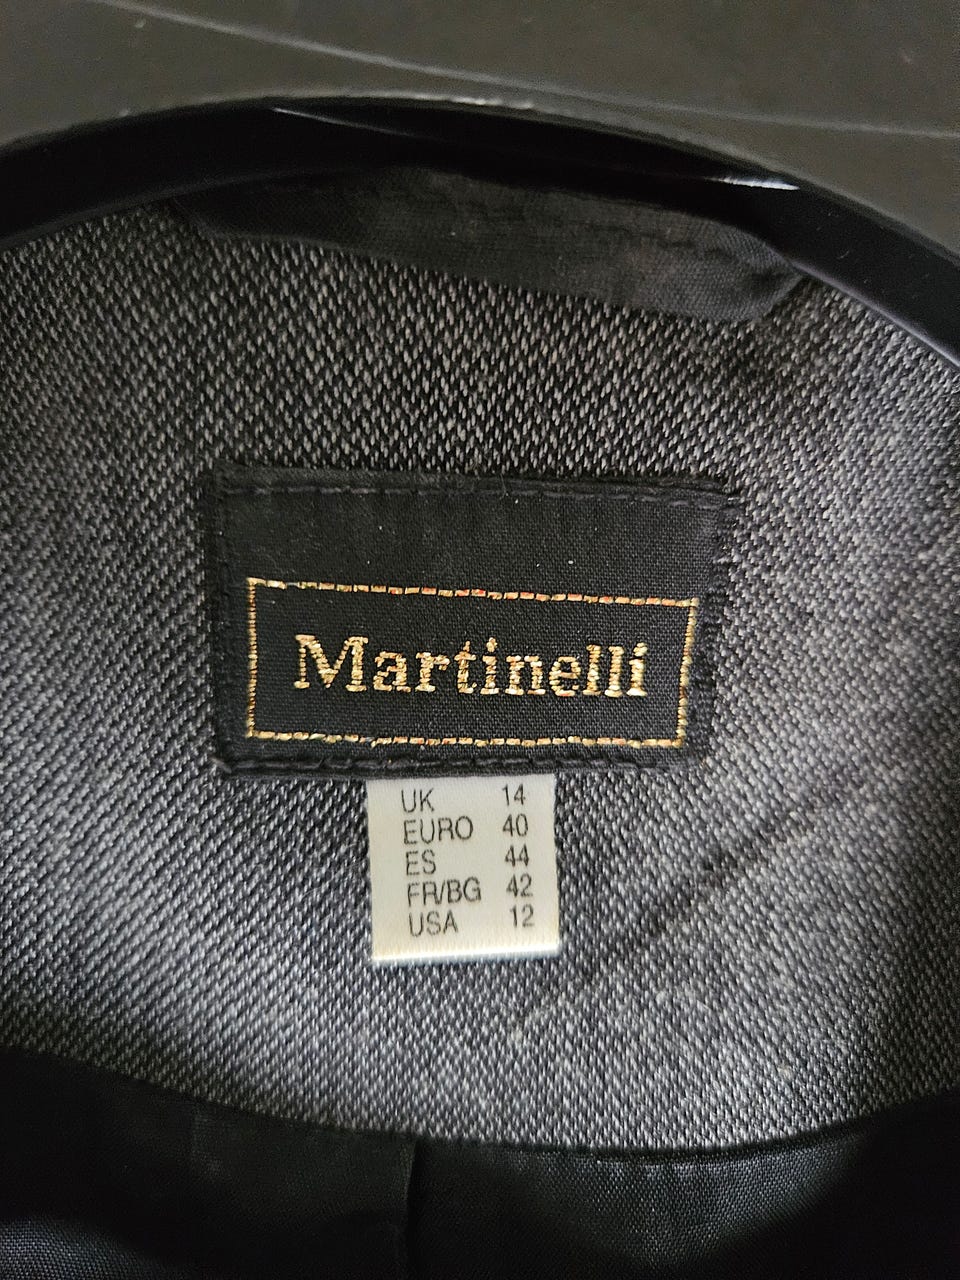 Martinelli
UK 14
EURO 40
ES 44
FR/BG 42
USA 12